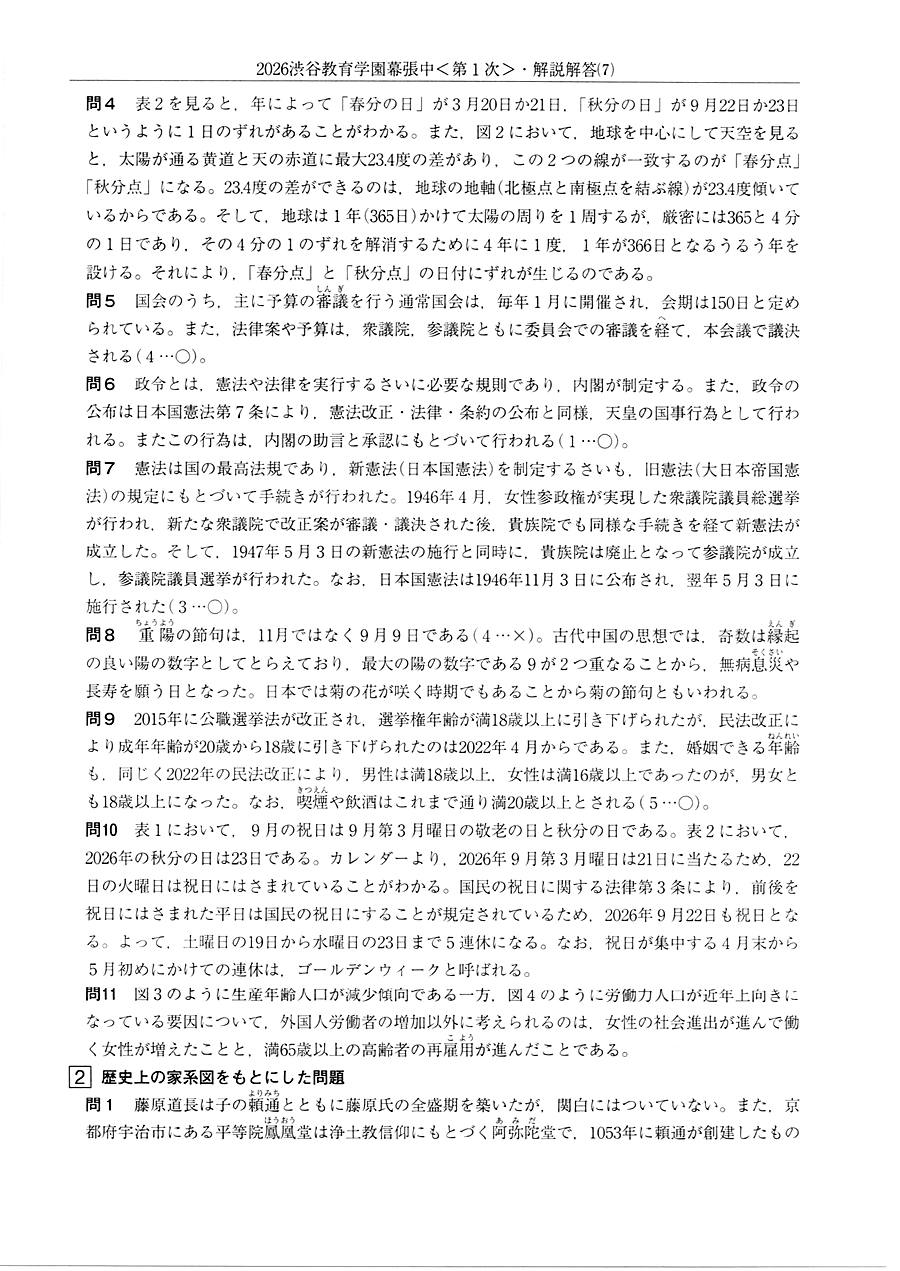 2026渋谷教育学園幕張中＜第１次＞・解説解答(7)
問4　表２を見ると，年によって「春分の日」が３月20日か21日，「秋分の日」が９月22日か23日
というように１日のずれがあることがわかる。また，図２において，地球を中心にして天空を見る
と，太陽が通る黄道と天の赤道に最大23.4度の差があり，この２つの線が一致するのが「春分点」
「秋分点」になる。23.4度の差ができるのは，地球の地軸(北極点と南極点を結ぶ線)が23.4度傾いて
いるからである。そして，地球は１年(365日)かけて太陽の周りを１周するが，厳密には365と４分
の１日であり，その４分の１のずれを解消するために４年に１度，１年が366日となるうるう年を
設ける。それにより，「春分点」と「秋分点」の日付にずれが生じるのである。
問5　国会のうち，主に予算の審議を行う通常国会は，毎年１月に開催され，会期は150日と定め
られている。また，法律案や予算は，衆議院，参議院ともに委員会での審議を経て，本会議で議決
される(４…○)。
問6　政令とは，憲法や法律を実行するさいに必要な規則であり，内閣が制定する。また，政令の
公布は日本国憲法第７条により，憲法改正・法律・条約の公布と同様，天皇の国事行為として行わ
れる。またこの行為は，内閣の助言と承認にもとづいて行われる(１…○)。
問7　憲法は国の最高法規であり，新憲法(日本国憲法)を制定するさいも，旧憲法(大日本帝国憲
法)の規定にもとづいて手続きが行われた。1946年４月，女性参政権が実現した衆議院議員総選挙
が行われ，新たな衆議院で改正案が審議・議決された後，貴族院でも同様な手続きを経て新憲法が
成立した。そして，1947年５月３日の新憲法の施行と同時に，貴族院は廃止となって参議院が成立
し，参議院議員選挙が行われた。なお，日本国憲法は1946年11月３日に公布され，翌年５月３日に
施行された(３…○)。
問8　重陽の節句は，11月ではなく９月９日である(４…×)。古代中国の思想では，奇数は縁起
の良い陽の数字としてとらえており，最大の陽の数字である９が２つ重なることから，無病息災や
長寿を願う日となった。日本では菊の花が咲く時期でもあることから菊の節句ともいわれる。
問9　2015年に公職選挙法が改正され，選挙権年齢が満18歳以上に引き下げられたが，民法改正に
より成年年齢が20歳から18歳に引き下げられたのは2022年４月からである。また，婚姻できる年齢
も，同じく2022年の民法改正により，男性は満18歳以上，女性は満16歳以上であったのが，男女と
も18歳以上になった。なお，喫煙や飲酒はこれまで通り満20歳以上とされる(５…○)。
問10　表１において，９月の祝日は９月第３月曜日の敬老の日と秋分の日である。表２において，
2026年の秋分の日は23日である。カレンダーより，2026年９月第３月曜日は21日に当たるため，22
日の火曜日は祝日にはさまれていることがわかる。国民の祝日に関する法律第３条により，前後を
祝日にはさまれた平日は国民の祝日にすることが規定されているため，2026年９月22日も祝日とな
る。よって，土曜日の19日から水曜日の23日まで５連休になる。なお，祝日が集中する４月末から
５月初めにかけての連休は，ゴールデンウィークと呼ばれる。
問11　図３のように生産年齢人口が減少傾向である一方，図４のように労働力人口が近年上向きに
なっている要因について，外国人労働者の増加以外に考えられるのは，女性の社会進出が進んで働
く女性が増えたことと，満65歳以上の高齢者の再雇用が進んだことである。
2 歴史上の家系図をもとにした問題
問1　藤原道長は子の頼通とともに藤原氏の全盛期を築いたが，関白にはついていない。また，京
都府宇治市にある平等院鳳凰堂は浄土教信仰にもとづく阿弥陀堂で，1053年に頼通が創建したもの